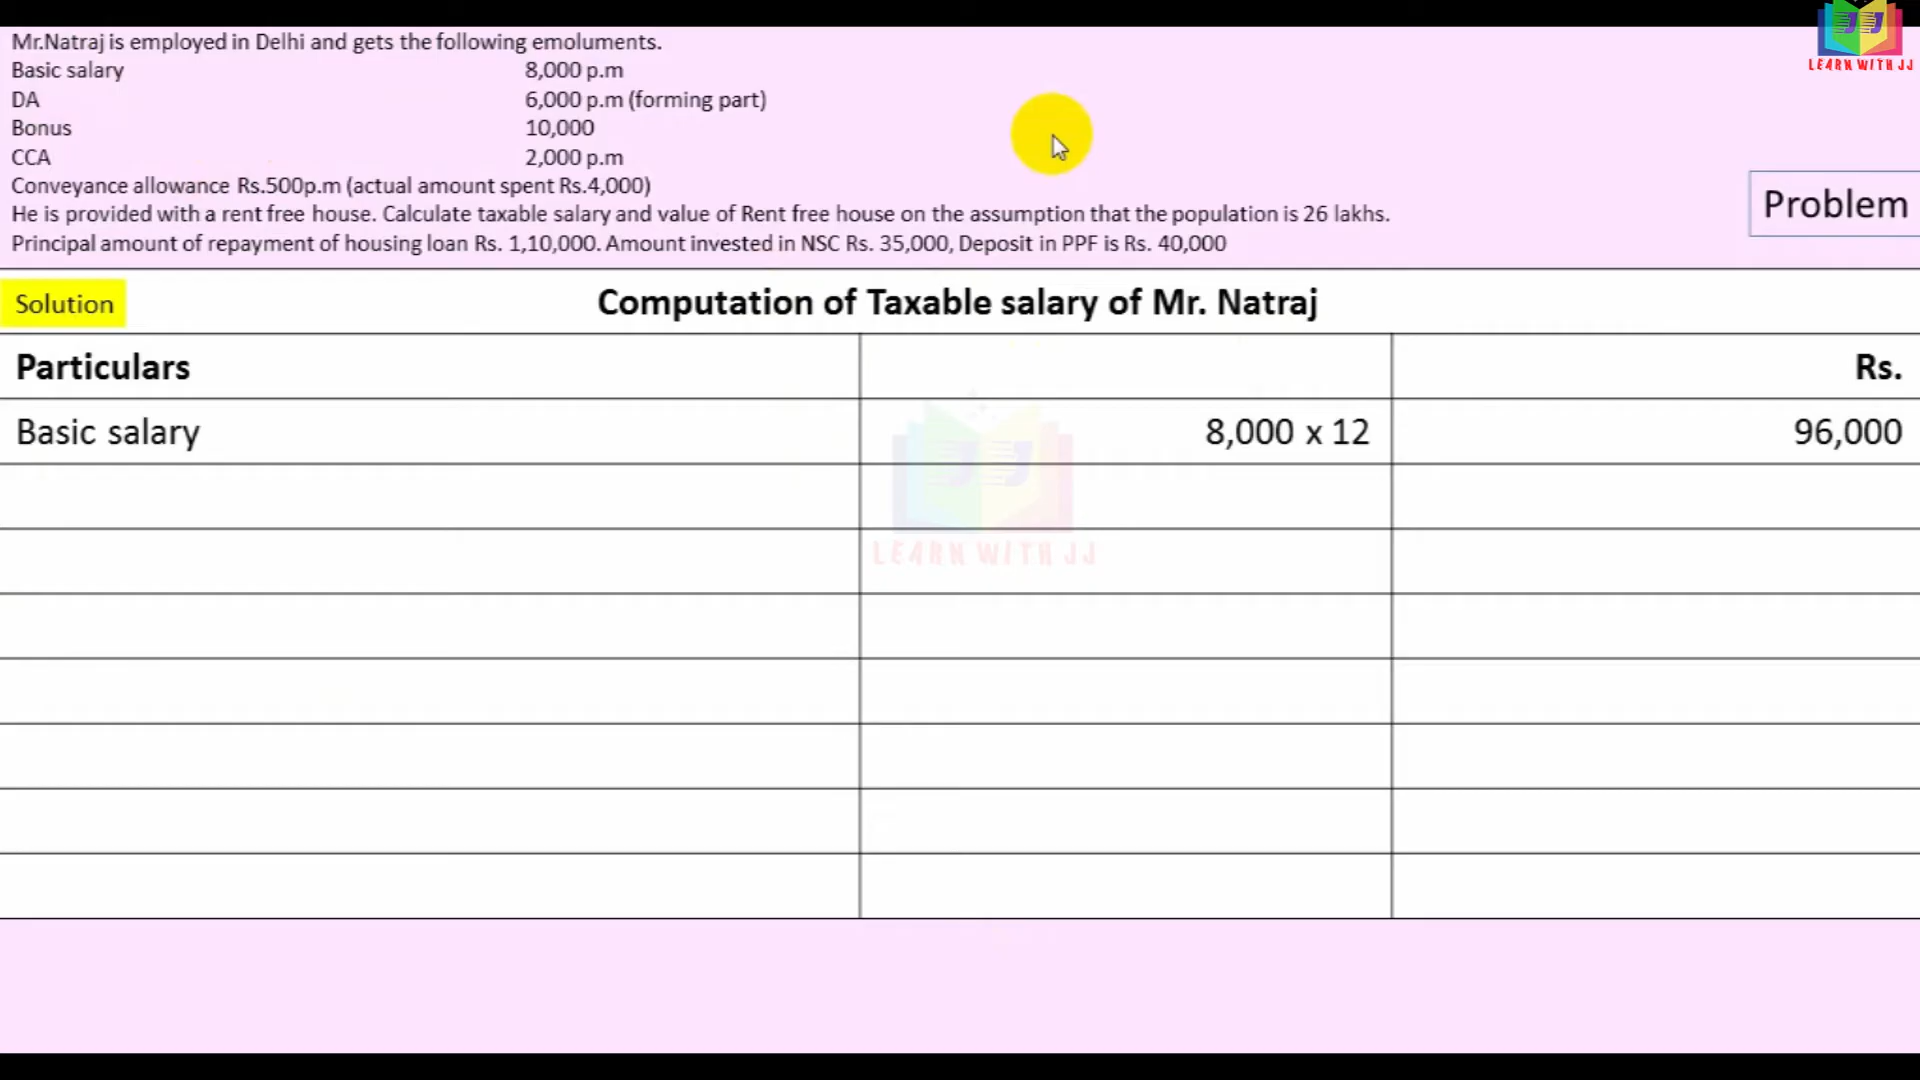 LEARN WITH JJ
Mr.Natraj is employed in Delhi and gets the following emoluments.
Basic salary 8,000 p.m
DA 6,000 p.m (forming part)
Bonus 10,000
CCA 2,000 p.m
Conveyance allowance Rs.500p.m (actual amount spent Rs.4,000)
He is provided with a rent free house. Calculate taxable salary and value of Rent free house on the assumption that the population is 26 lakhs.
Principal amount of repayment of housing loan Rs. 1,10,000. Amount invested in NSC Rs. 35,000, Deposit in PPF is Rs. 40,000
Problem
Solution
Computation of Taxable salary of Mr. Natraj
Particulars Rs.
Basic salary 8,000 x 12 96,000
JJ
LEARN WITH JJ